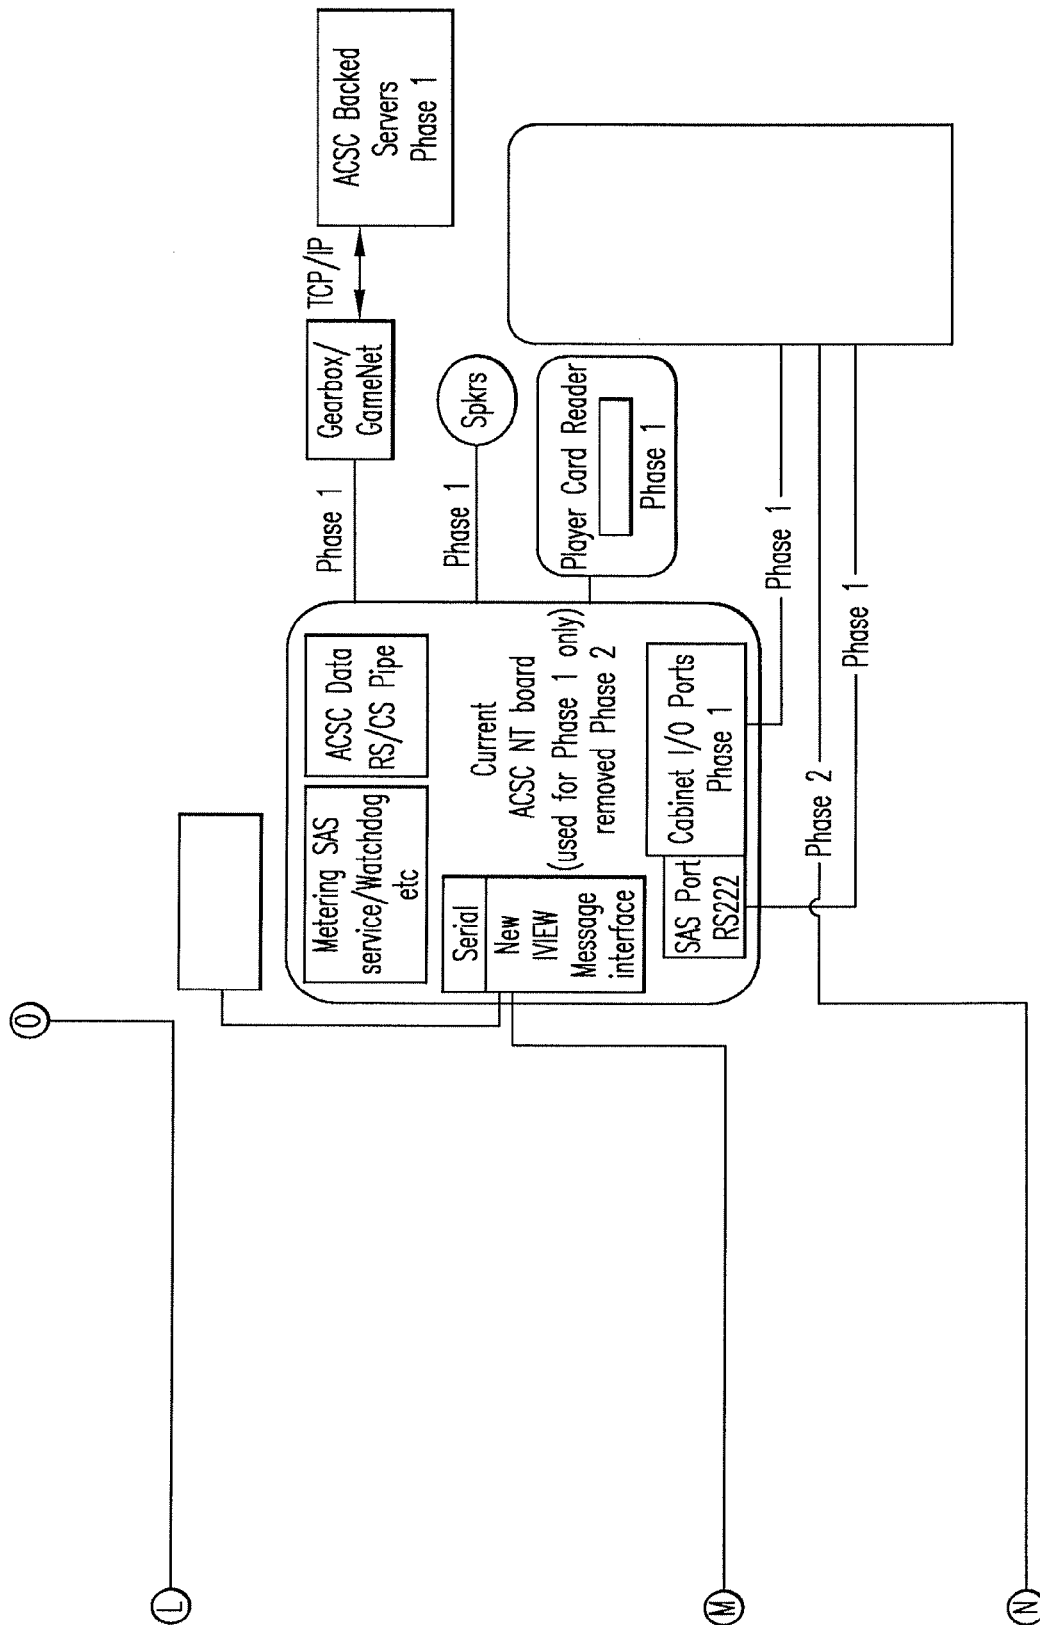 ACSC Backed
Servers
Phase 1
TCP/IP
Gearbox/
GameNet
Phase 1
Spkrs
Phase 1
Player Card Reader
Phase 1
ACSC Data
RS/CS Pipe
Metering SAS
service/Watchdog
etc
Current
ACSC NT board
(used for Phase 1 only)
removed Phase 2
Serial
New
IVIEW
Message
interface
Cabinet I/O Ports
Phase 1
SAS Port
RS222
Phase 1
Phase 2
Phase 1
O
L
M
N